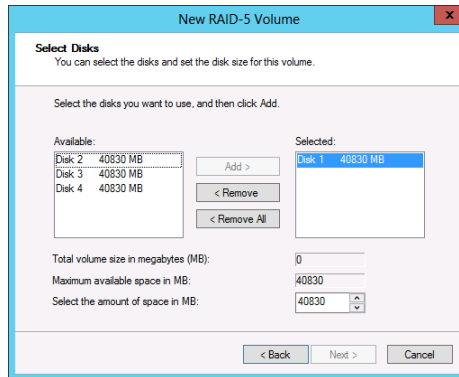 New RAID-5 Volume
x
Select Disks
You can select the disks and set the disk size for this volume.
Select the disks you want to use, and then click Add.
Available:
Disk 2 40830 MB
Disk 3 40830 MB
Disk 4 40830 MB
Add >
< Remove
< Remove All
Selected:
Disk 1 40830 MB
Total volume size in megabytes (MB): 0
Maximum available space in MB: 40830
Select the amount of space in MB: 40830
< Back Next > Cancel